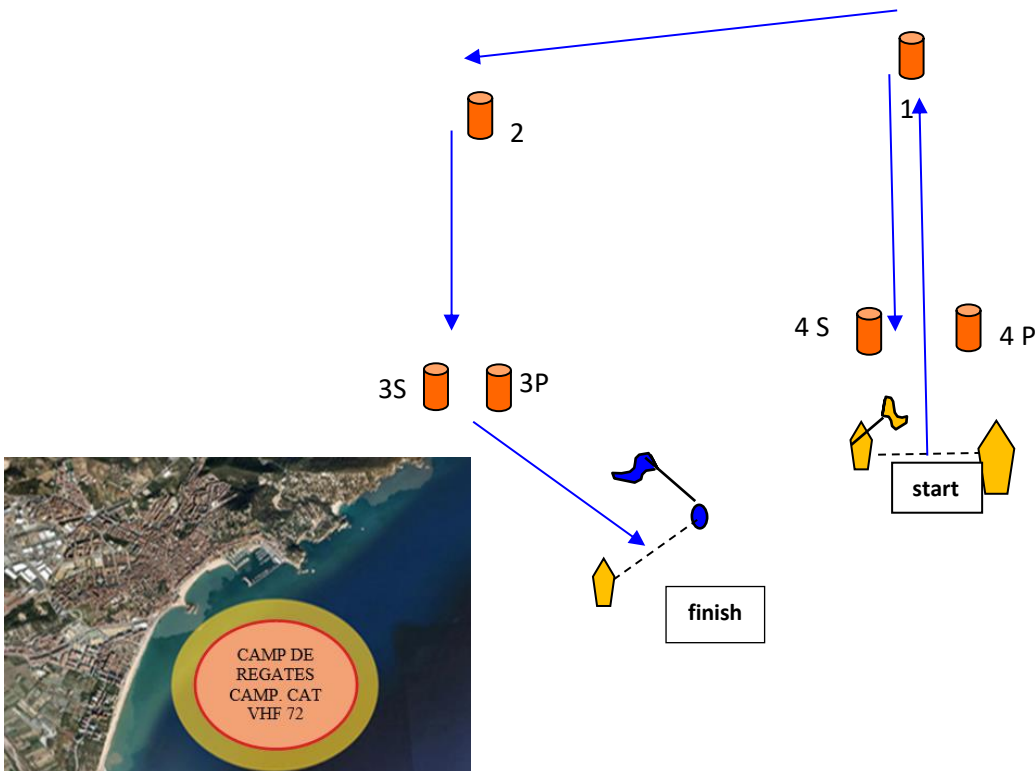 1
2
4 S
4 P
3S
3P
start
finish
CAMP DE
REGATES
CAMP. CAT
VHF 72